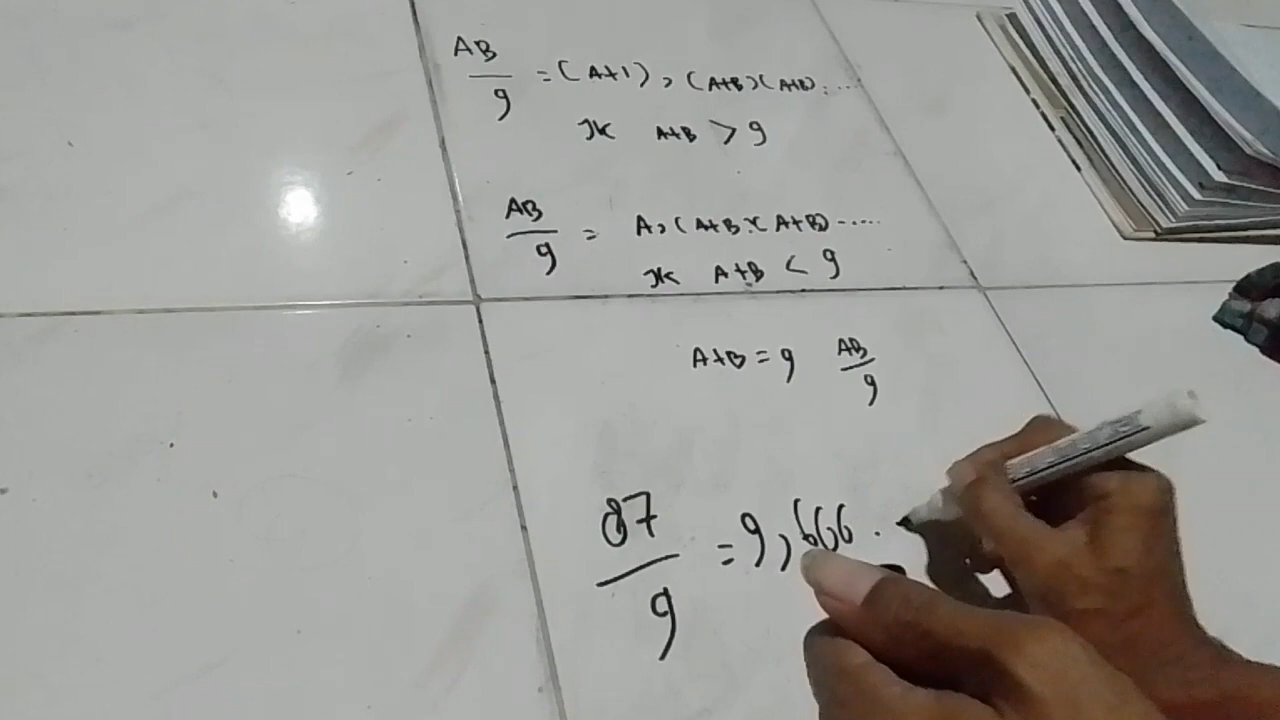 AB/9 = (A+1), (A+B)(A+B)....
JK A+B > 9
AB/9 = A, (A+B)(A+B).....
JK A+B < 9
A+B = 9 AB/9
87/9 = 9,666.